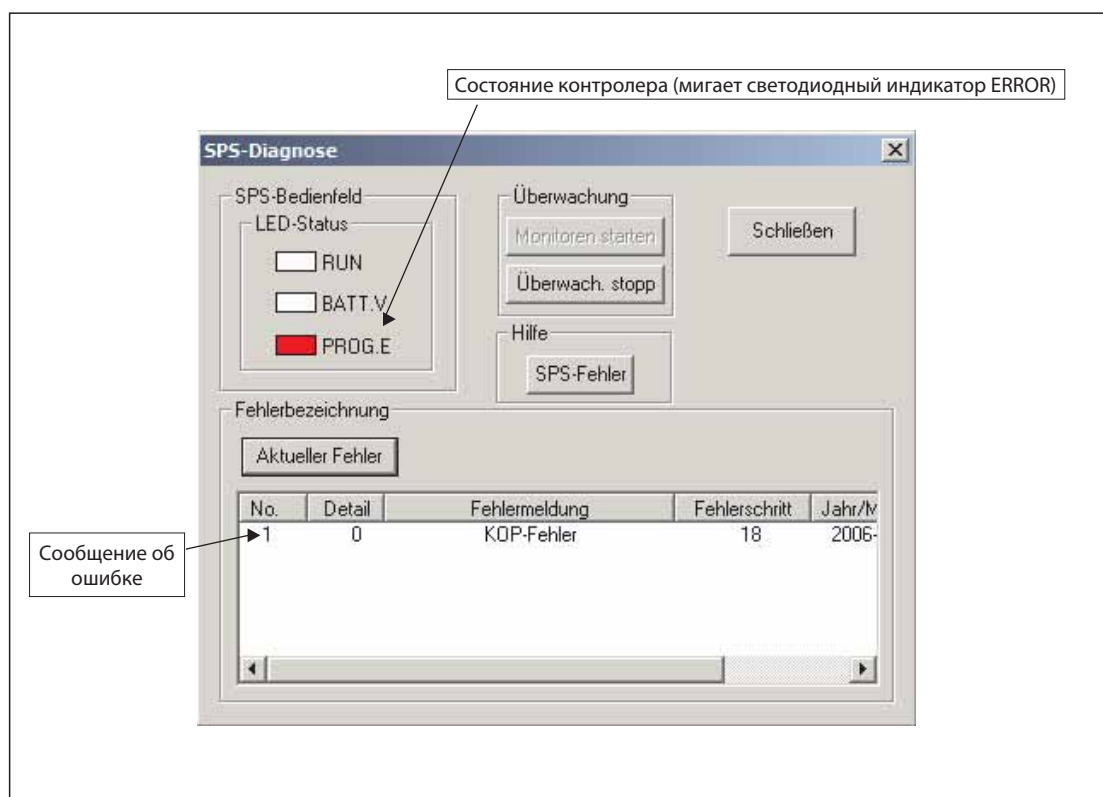 Состояние контролера (мигает светодиодный индикатор ERROR)
SPS-Diagnose
SPS-Bedienfeld
LED-Status
RUN
BATT.V
PROG.E
Überwachung
Monitoren starten
Überwach. stopp
Schließen
Hilfe
SPS-Fehler
Fehlerbezeichnung
Aktueller Fehler
No. Detail Fehlermeldung Fehlerschritt Jahr/M
1 0 KOP-Fehler 18 2006-
Сообщение об
ошибке